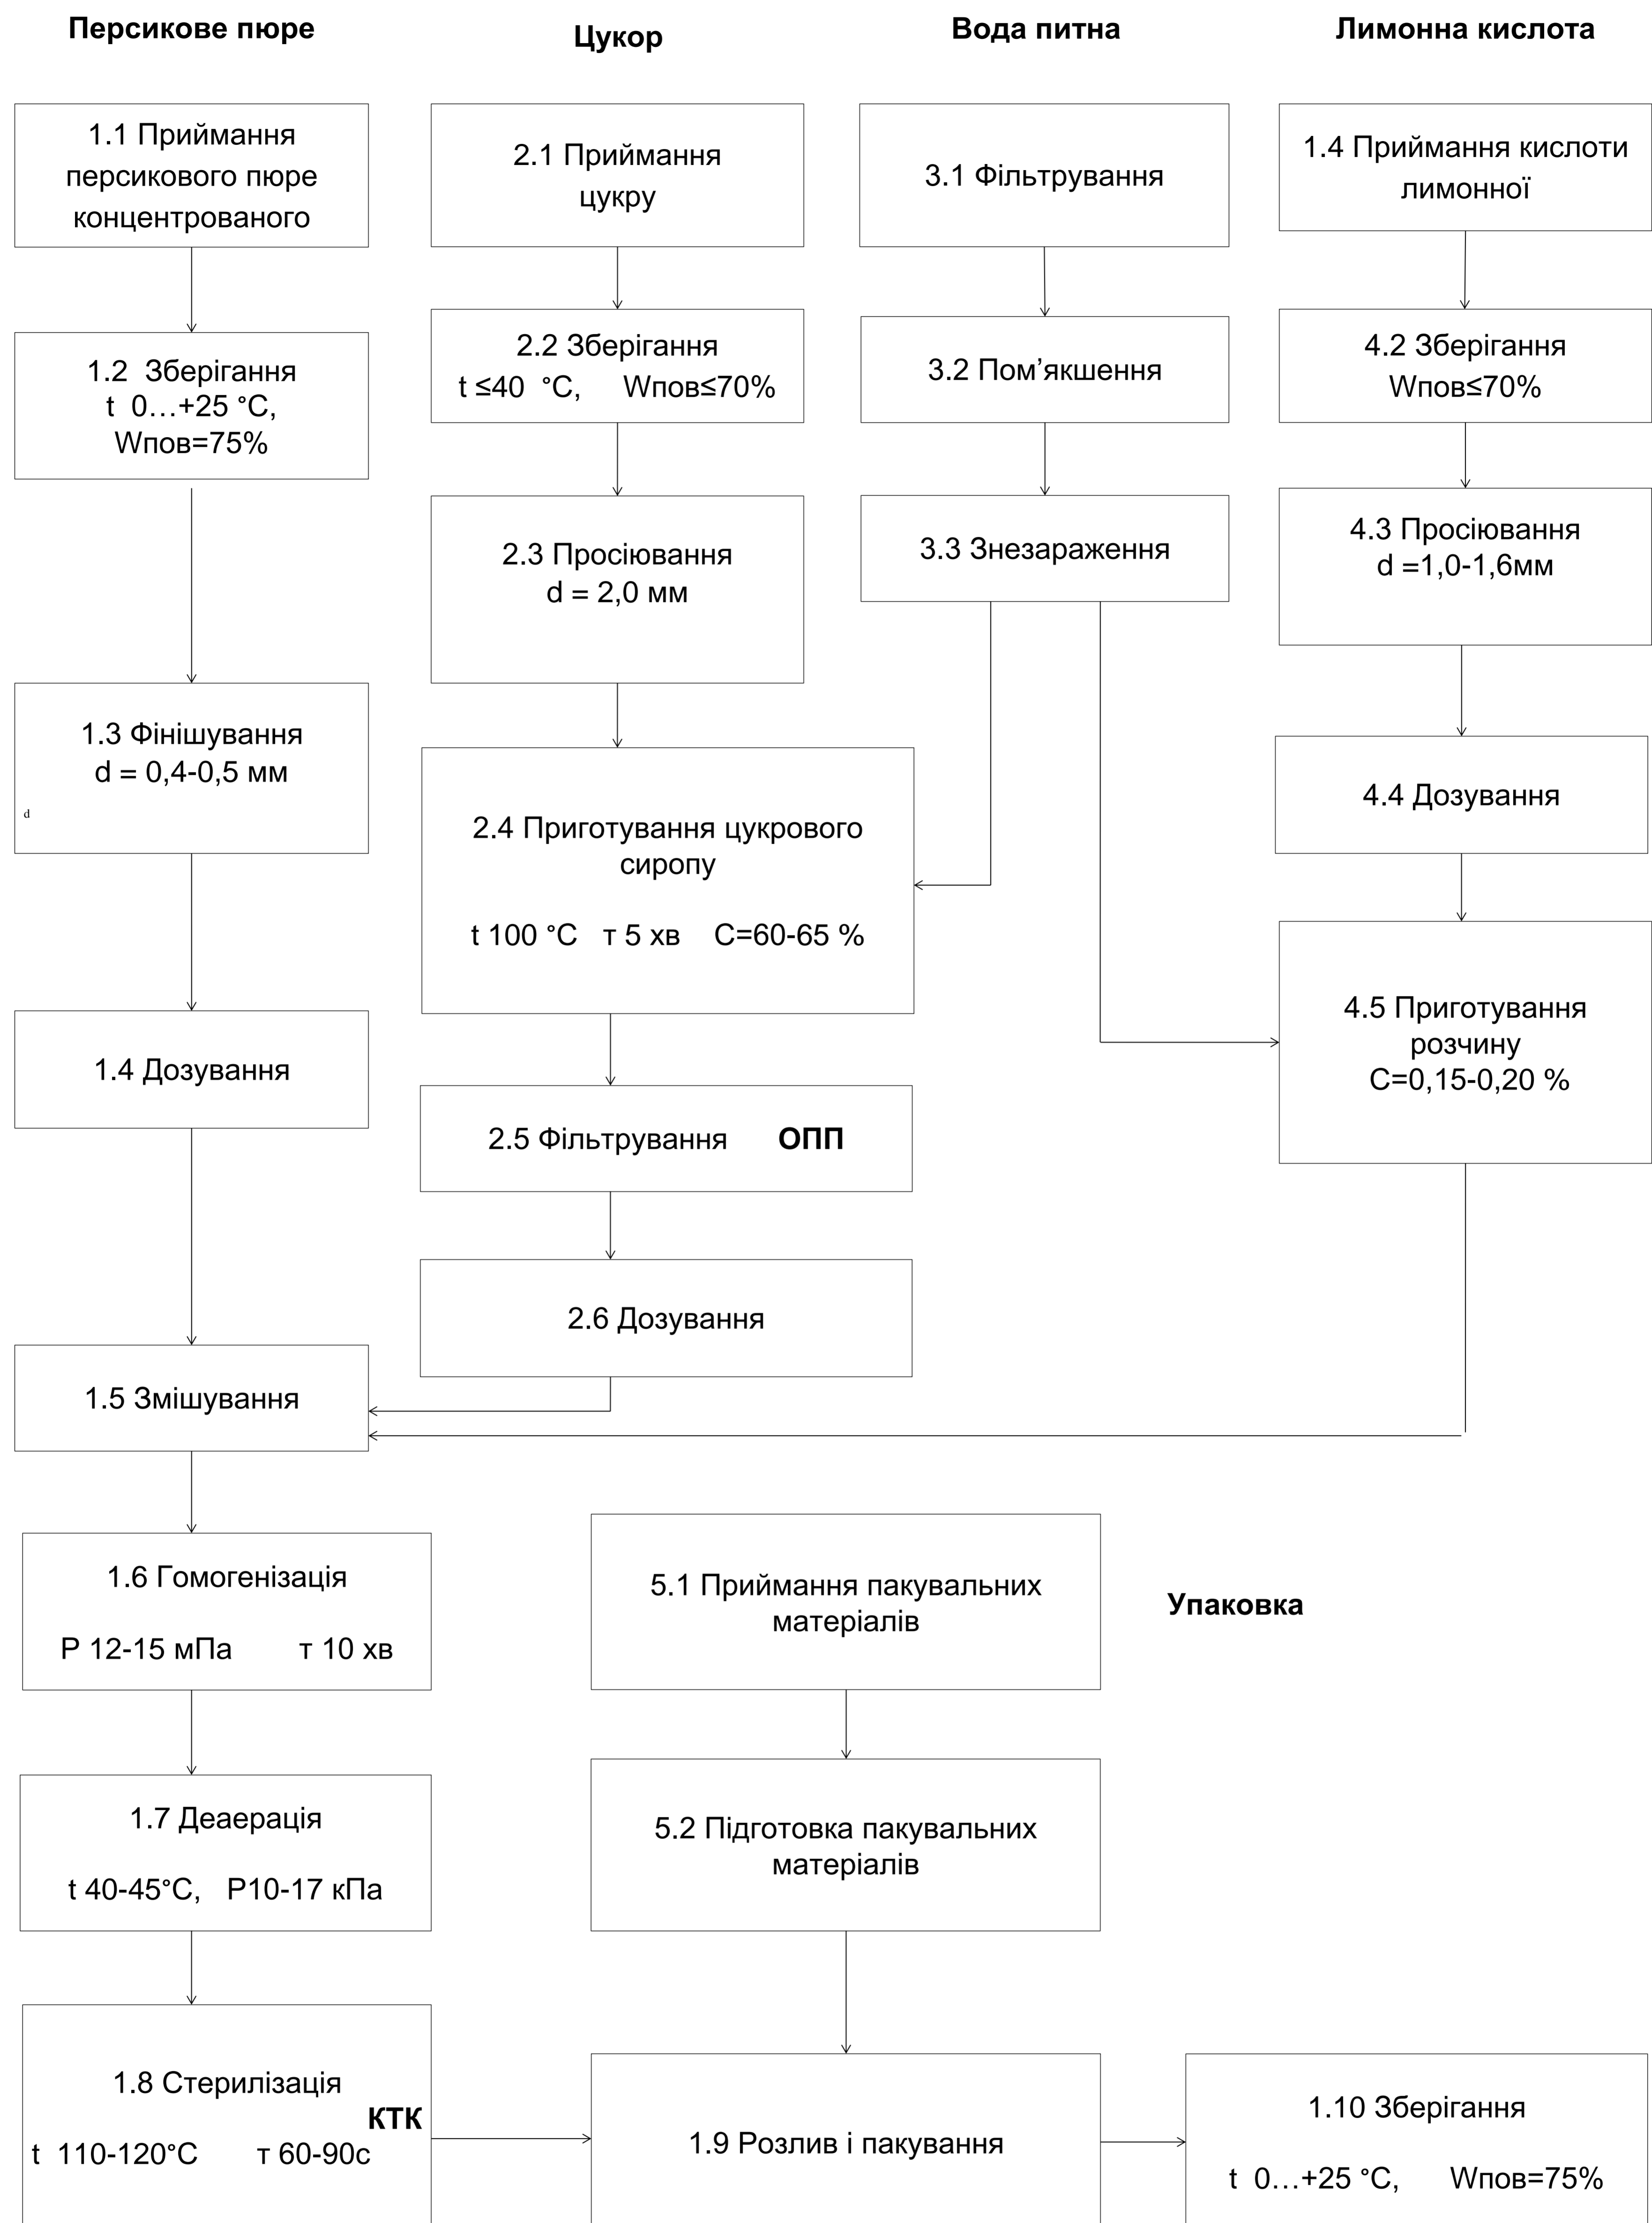 Персикове пюре
Цукор
Вода питна
Лимонна кислота
1.1 Приймання
персикового пюре
концентрованого
2.1 Приймання
цукру
3.1 Фільтрування
1.4 Приймання кислоти
лимонної
1.2 Зберігання
t 0…+25 °C,
Wпов=75%
2.2 Зберігання
t ≤40 °C, Wпов≤70%
3.2 Пом’якшення
4.2 Зберігання
Wпов≤70%
2.3 Просіювання
d = 2,0 мм
3.3 Знезараження
4.3 Просіювання
d =1,0-1,6мм
1.3 Фінішування
d = 0,4-0,5 мм
d
2.4 Приготування цукрового
сиропу
t 100 °C т 5 хв C=60-65 %
4.4 Дозування
1.4 Дозування
2.5 Фільтрування ОПП
4.5 Приготування
розчину
C=0,15-0,20 %
2.6 Дозування
1.5 Змішування
1.6 Гомогенізація
P 12-15 мПа т 10 хв
5.1 Приймання пакувальних
матеріалів
Упаковка
1.7 Деаерація
t 40-45°C, P10-17 кПа
5.2 Підготовка пакувальних
матеріалів
1.8 Стерилізація
КТК
t 110-120°C т 60-90с
1.9 Розлив і пакування
1.10 Зберігання
t 0…+25 °C, Wпов=75%